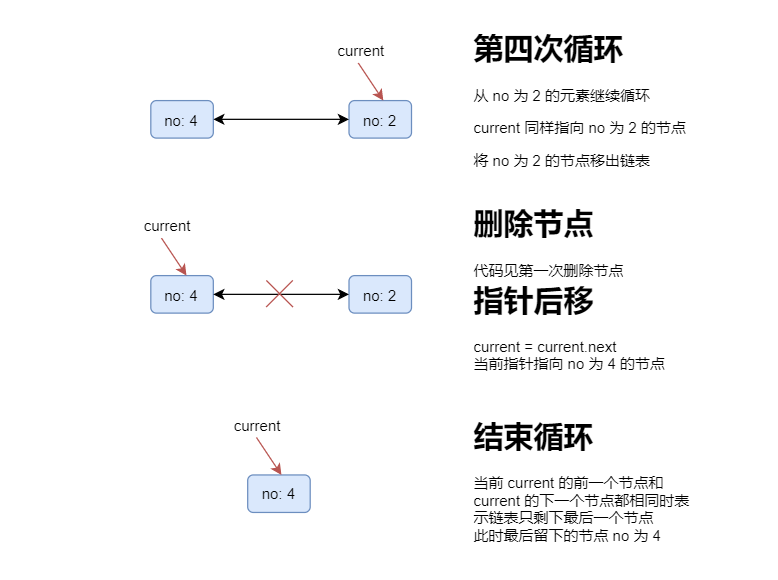 current
no: 4
no: 2
第四次循环
从 no 为 2 的元素继续循环
current 同样指向 no 为 2 的节点
将 no 为 2 的节点移出链表
current
no: 4
no: 2
删除节点
代码见第一次删除节点
指针后移
current = current.next
当前指针指向 no 为 4 的节点
current
no: 4
结束循环
当前 current 的前一个节点和
current 的下一个节点都相同时表
示链表只剩下最后一个节点
此时最后留下的节点 no 为 4